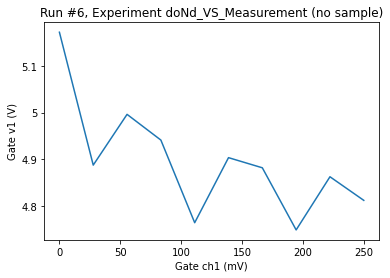 Run #6, Experiment doNd_VS_Measurement (no sample)
Gate v1 (V)
5.1
5
4.9
4.8
0 50 100 150 200 250
Gate ch1 (mV)